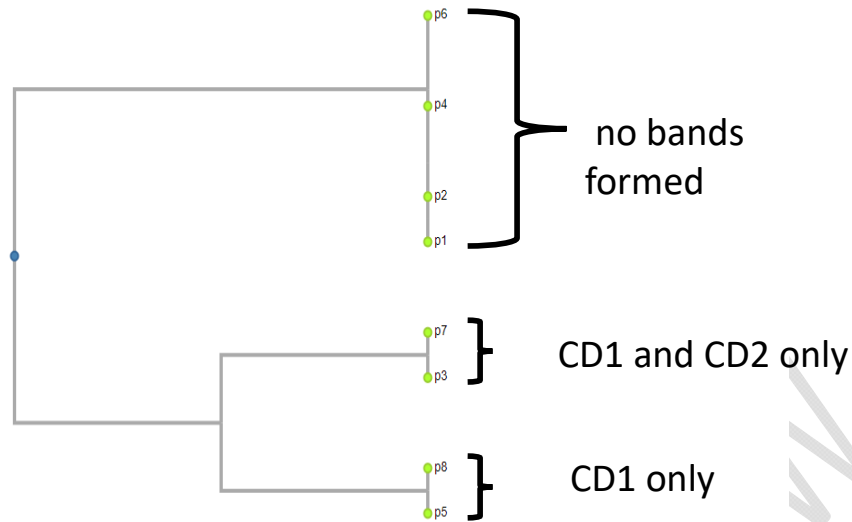 p6
p4
no bands
formed
p2
p1
p7
CD1 and CD2 only
p3
p8
CD1 only
p5